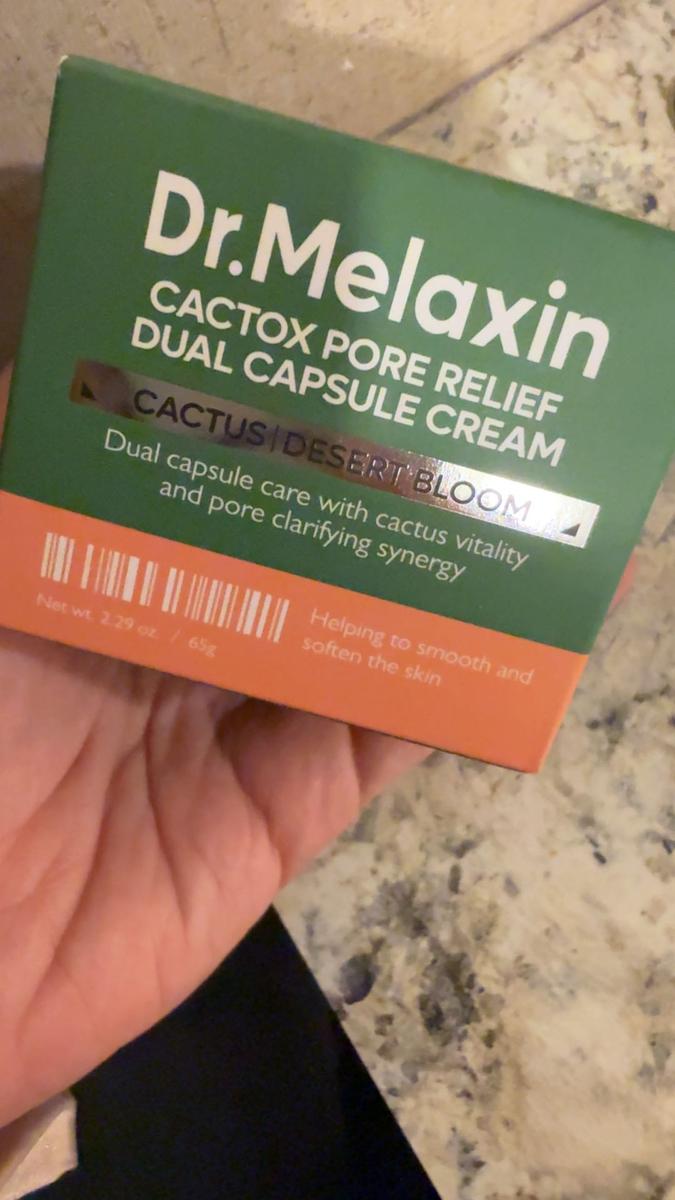 Dr.Melaxin
CACTOX PORE RELIEF
DUAL CAPSULE CREAM
CACTUS|DESERT BLOOM
Dual capsule care with cactus vitality
and pore clarifying synergy
Net wt. 2.29 oz. / 65g
Helping to smooth and
soften the skin